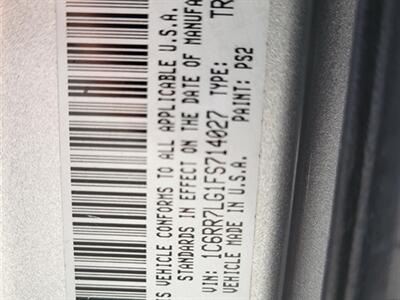 S VEHICLE CONFORMS TO ALL APPLICABLE U.S.A.
STANDARDS IN EFFECT ON THE DATE OF MANUFA
VIN: 1C6RR7LG1FS714027 TYPE: TR
VEHICLE MADE IN U.S.A. PAINT: PS2